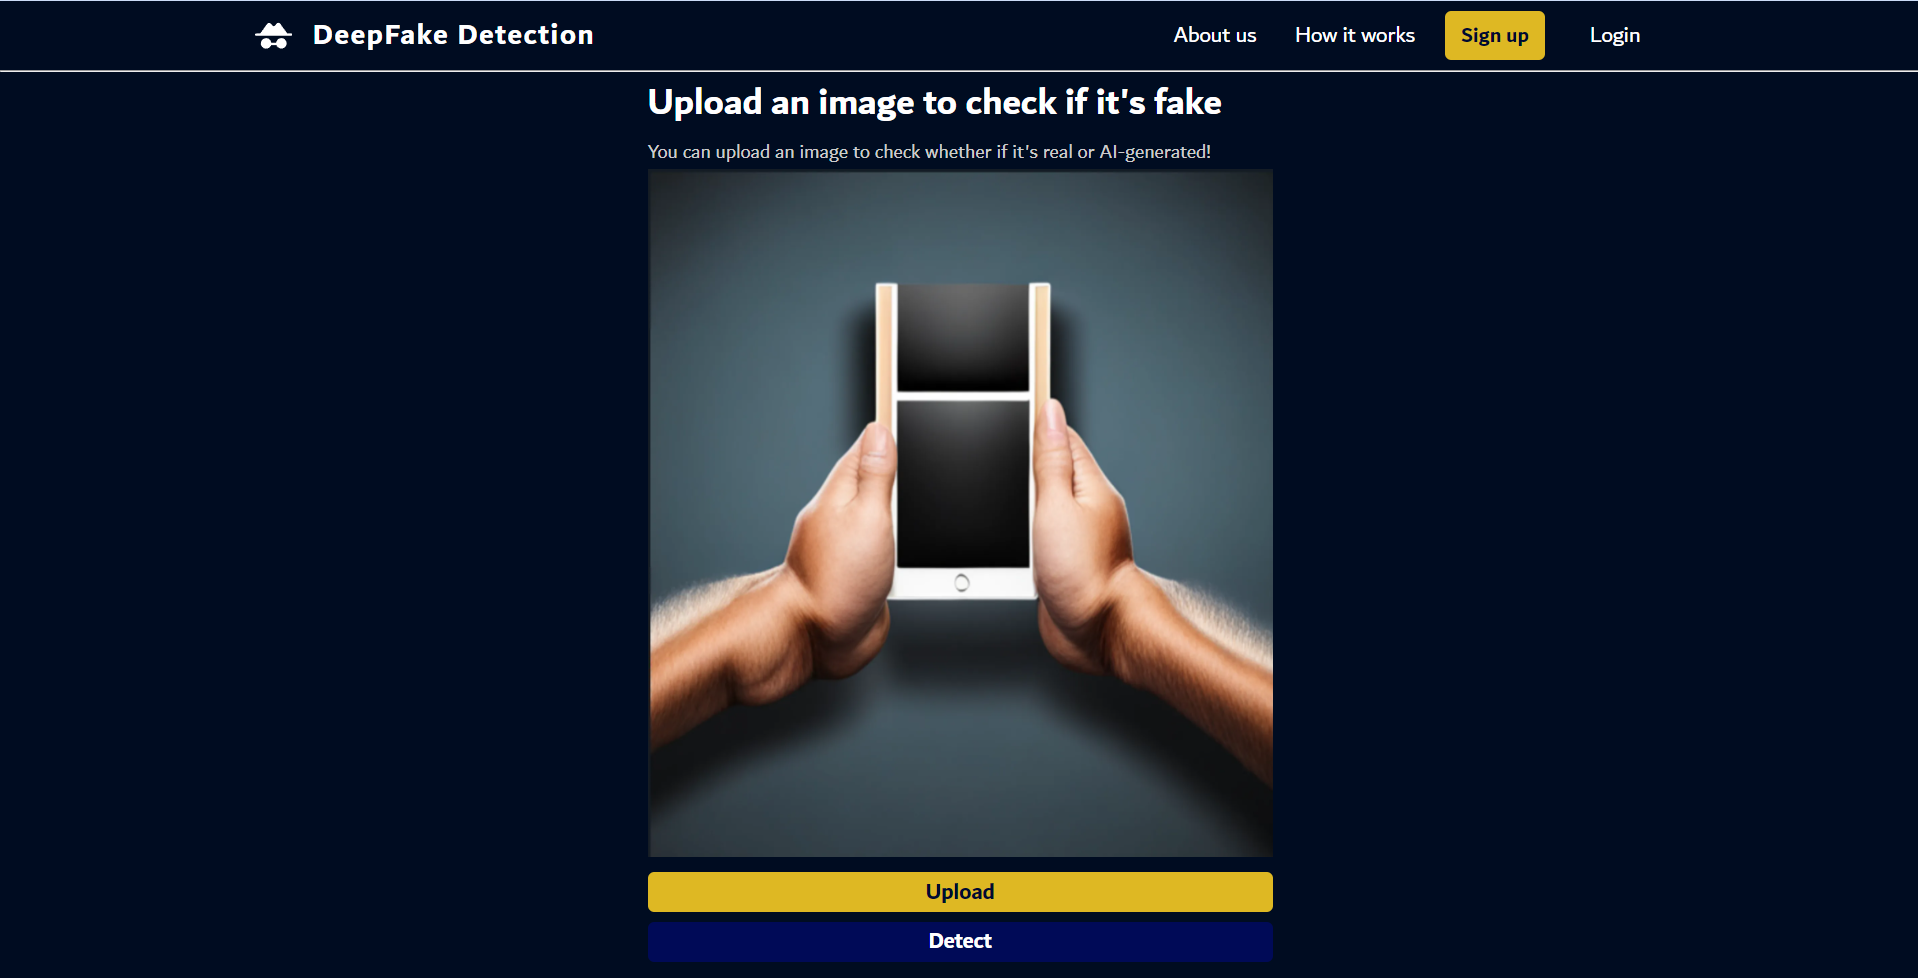 DeepFake Detection
About us
How it works
Sign up
Login
Upload an image to check if it's fake
You can upload an image to check whether if it's real or AI-generated!
Upload
Detect